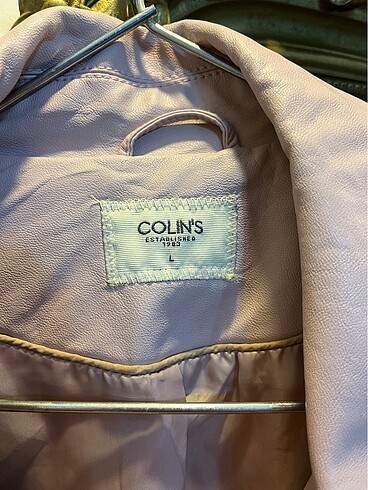 COLIN'S
ESTABLISHED
1983
L